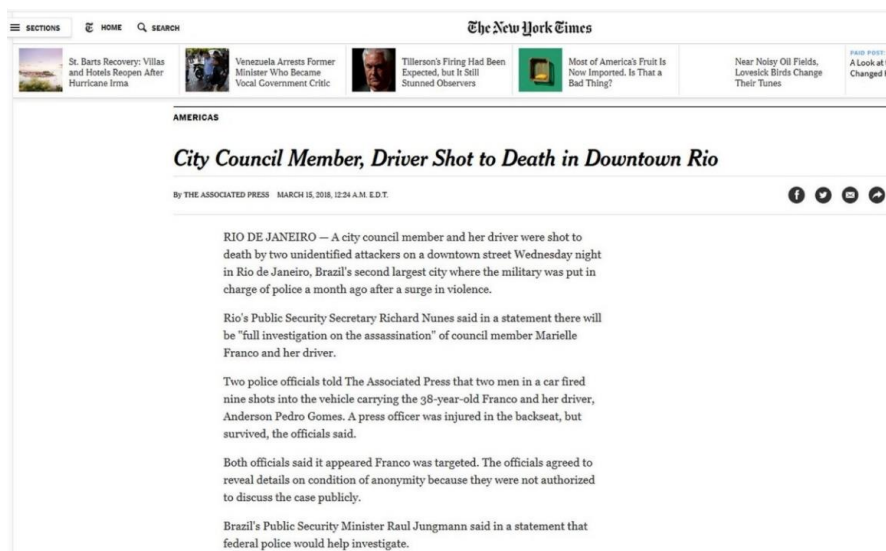 SECTIONS HOME SEARCH The New York Times
St. Barts Recovery: Villas
and Hotels Reopen After
Hurricane Irma
Venezuela Arrests Former
Minister Who Became
Vocal Government Critic
Tillerson's Firing Had Been
Expected, but It Still
Stunned Observers
Most of America's Fruit Is
Now Imported. Is That a
Bad Thing?
Near Noisy Oil Fields,
Lovesick Birds Change
Their Tunes
PAID POST:
A Look at
Changed
AMERICAS
City Council Member, Driver Shot to Death in Downtown Rio
By THE ASSOCIATED PRESS MARCH 15, 2018, 12:24 A.M. E.D.T.
RIO DE JANEIRO — A city council member and her driver were shot to
death by two unidentified attackers on a downtown street Wednesday night
in Rio de Janeiro, Brazil's second largest city where the military was put in
charge of police a month ago after a surge in violence.
Rio's Public Security Secretary Richard Nunes said in a statement there will
be "full investigation on the assassination" of council member Marielle
Franco and her driver.
Two police officials told The Associated Press that two men in a car fired
nine shots into the vehicle carrying the 38-year-old Franco and her driver,
Anderson Pedro Gomes. A press officer was injured in the backseat, but
survived, the officials said.
Both officials said it appeared Franco was targeted. The officials agreed to
reveal details on condition of anonymity because they were not authorized
to discuss the case publicly.
Brazil's Public Security Minister Raul Jungmann said in a statement that
federal police would help investigate.